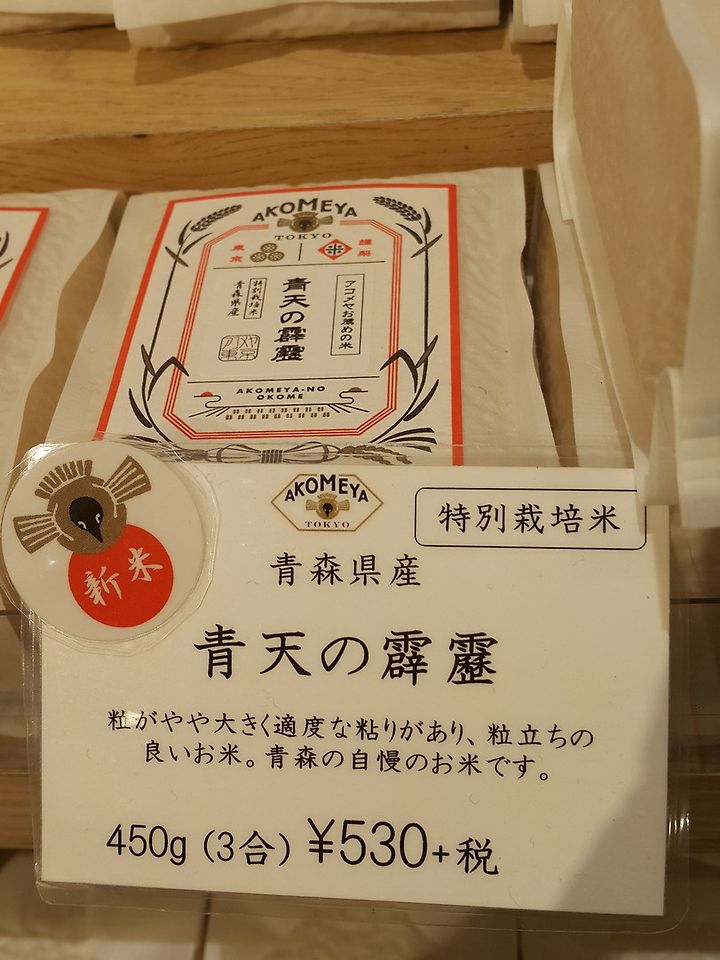 AKOMEYA
TOKYO
東京
謹製
米
アコメヤお薦めの米
青天の霹靂
特別栽培米
青森県産
AKOMEYA-NO
OKOME
新米
AKOMEYA
TOKYO
特別栽培米
青森県産
青天の霹靂
粒がやや大きく適度な粘りがあり、粒立ちの
良いお米。青森の自慢のお米です。
450g（3合）¥530+税